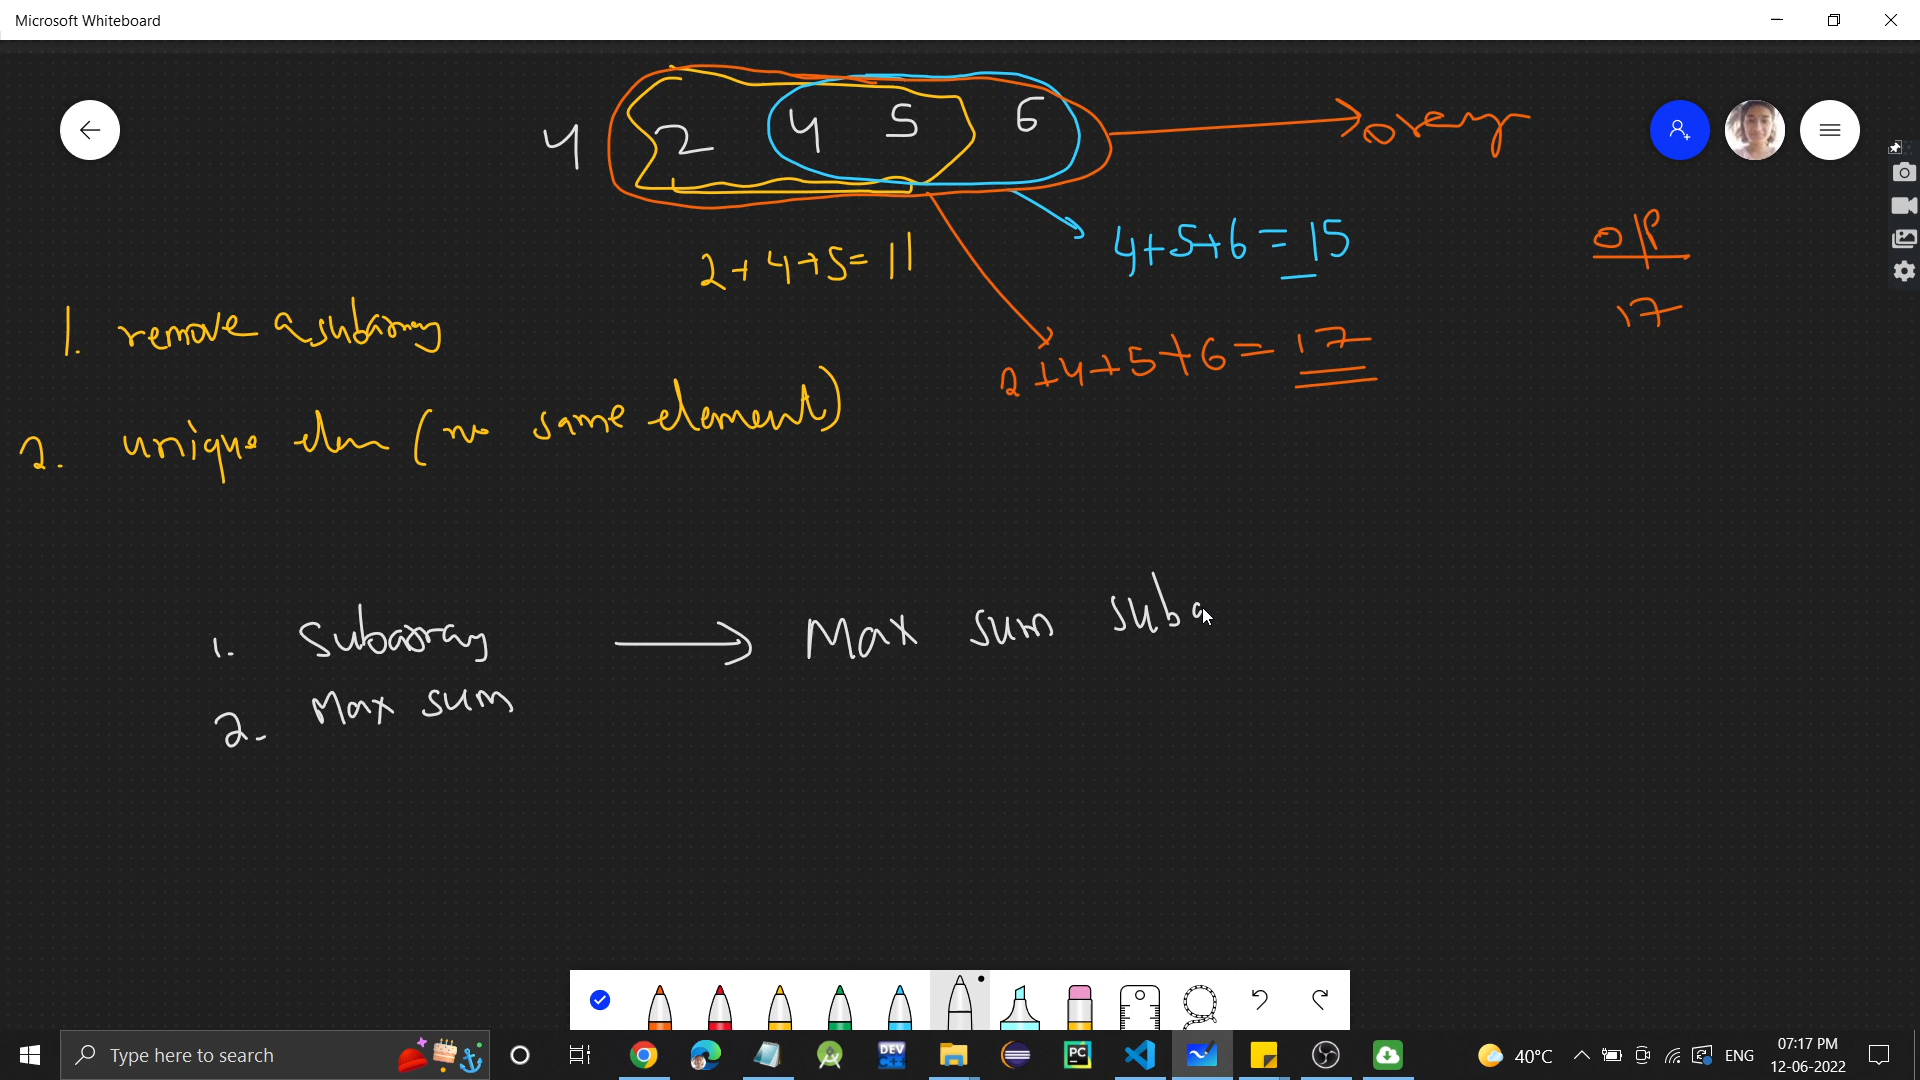 Microsoft Whiteboard
4 2 4 5 6
2+4+5=11
4+5+6=15
O/P
17
1. remove a subarray
2+4+5+6=17
2. unique elem (no same element)
1. Subarray → Max sum suba
2. Max sum
Type here to search
DEV
PC
40°C
ENG
07:17 PM
12-06-2022